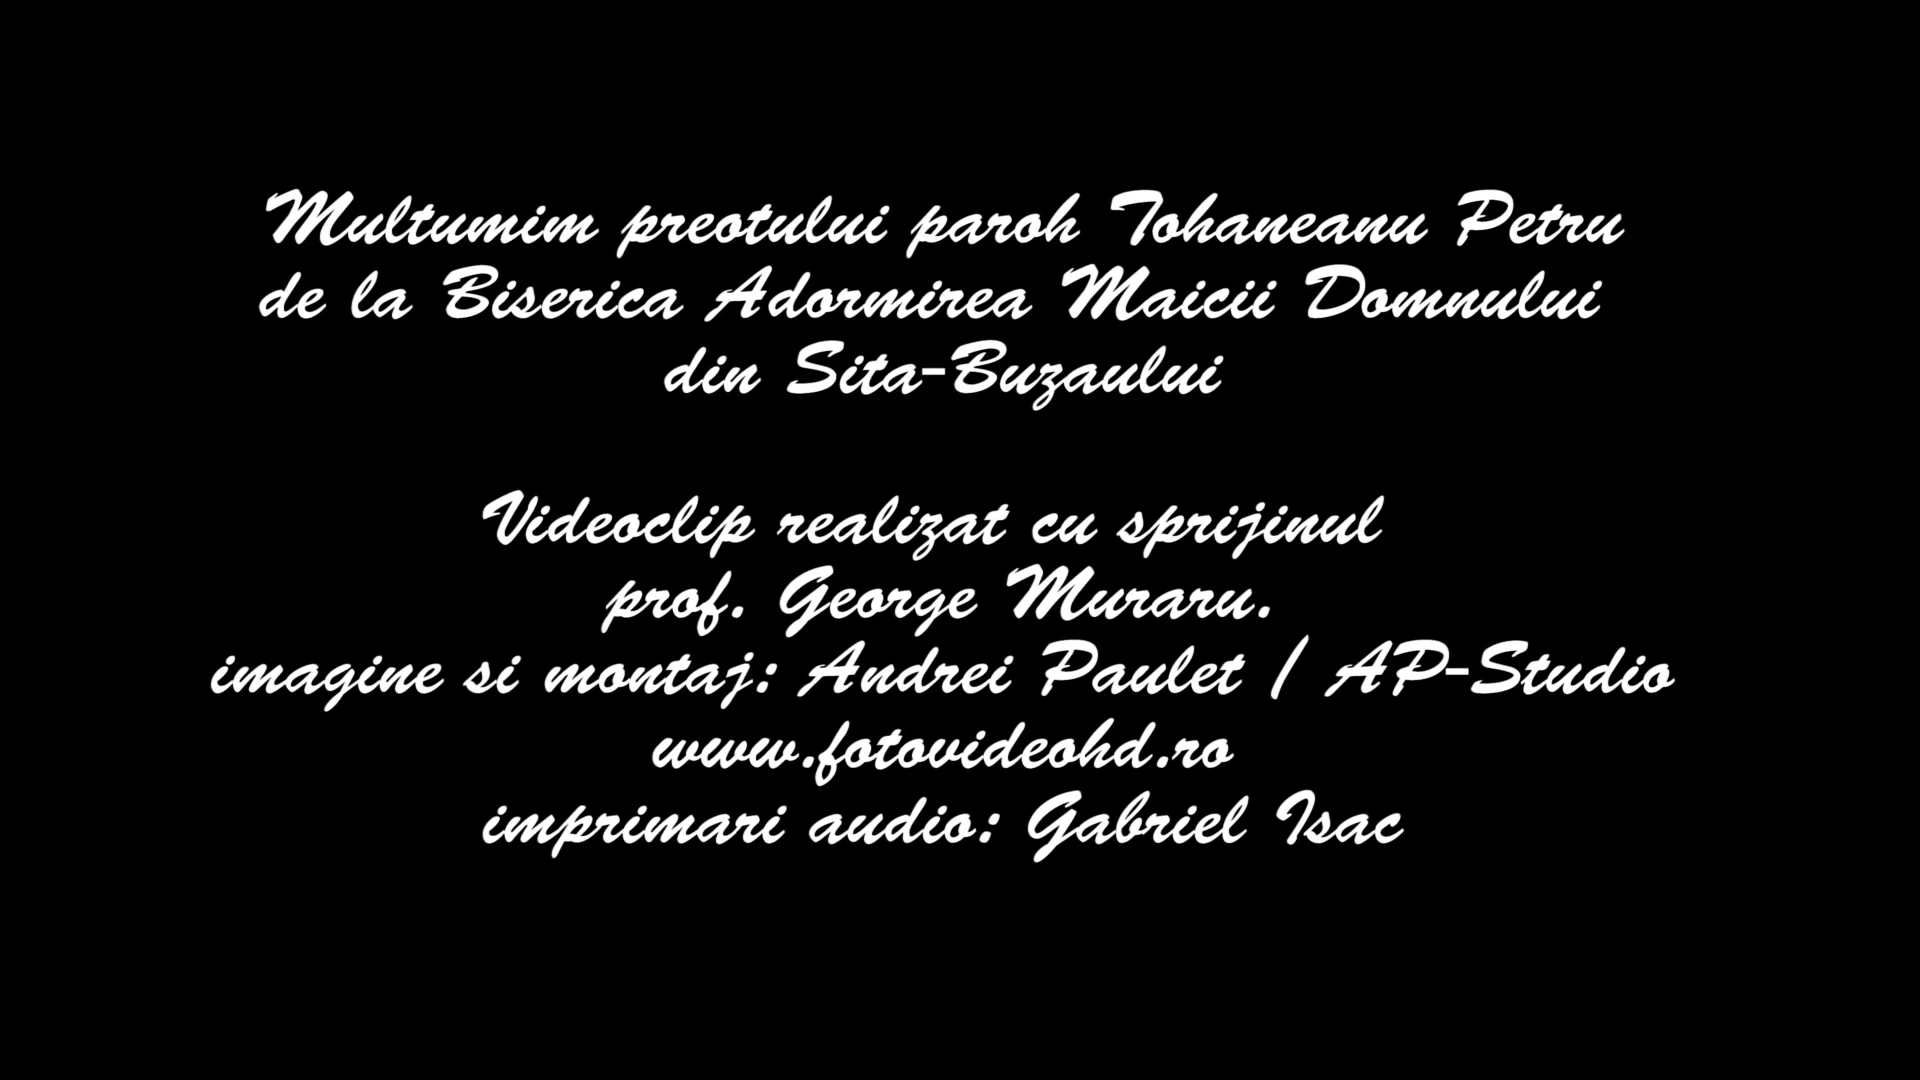 Multumim preotului paroh Tohaneanu Petru
de la Biserica Adormirea Maicii Domnului
din Sita-Buzaului
Videoclip realizat cu sprijinul
prof. George Muraru.
imagine si montaj: Andrei Paulet / AP-Studio
www.fotovideohd.ro
imprimari audio: Gabriel Isac